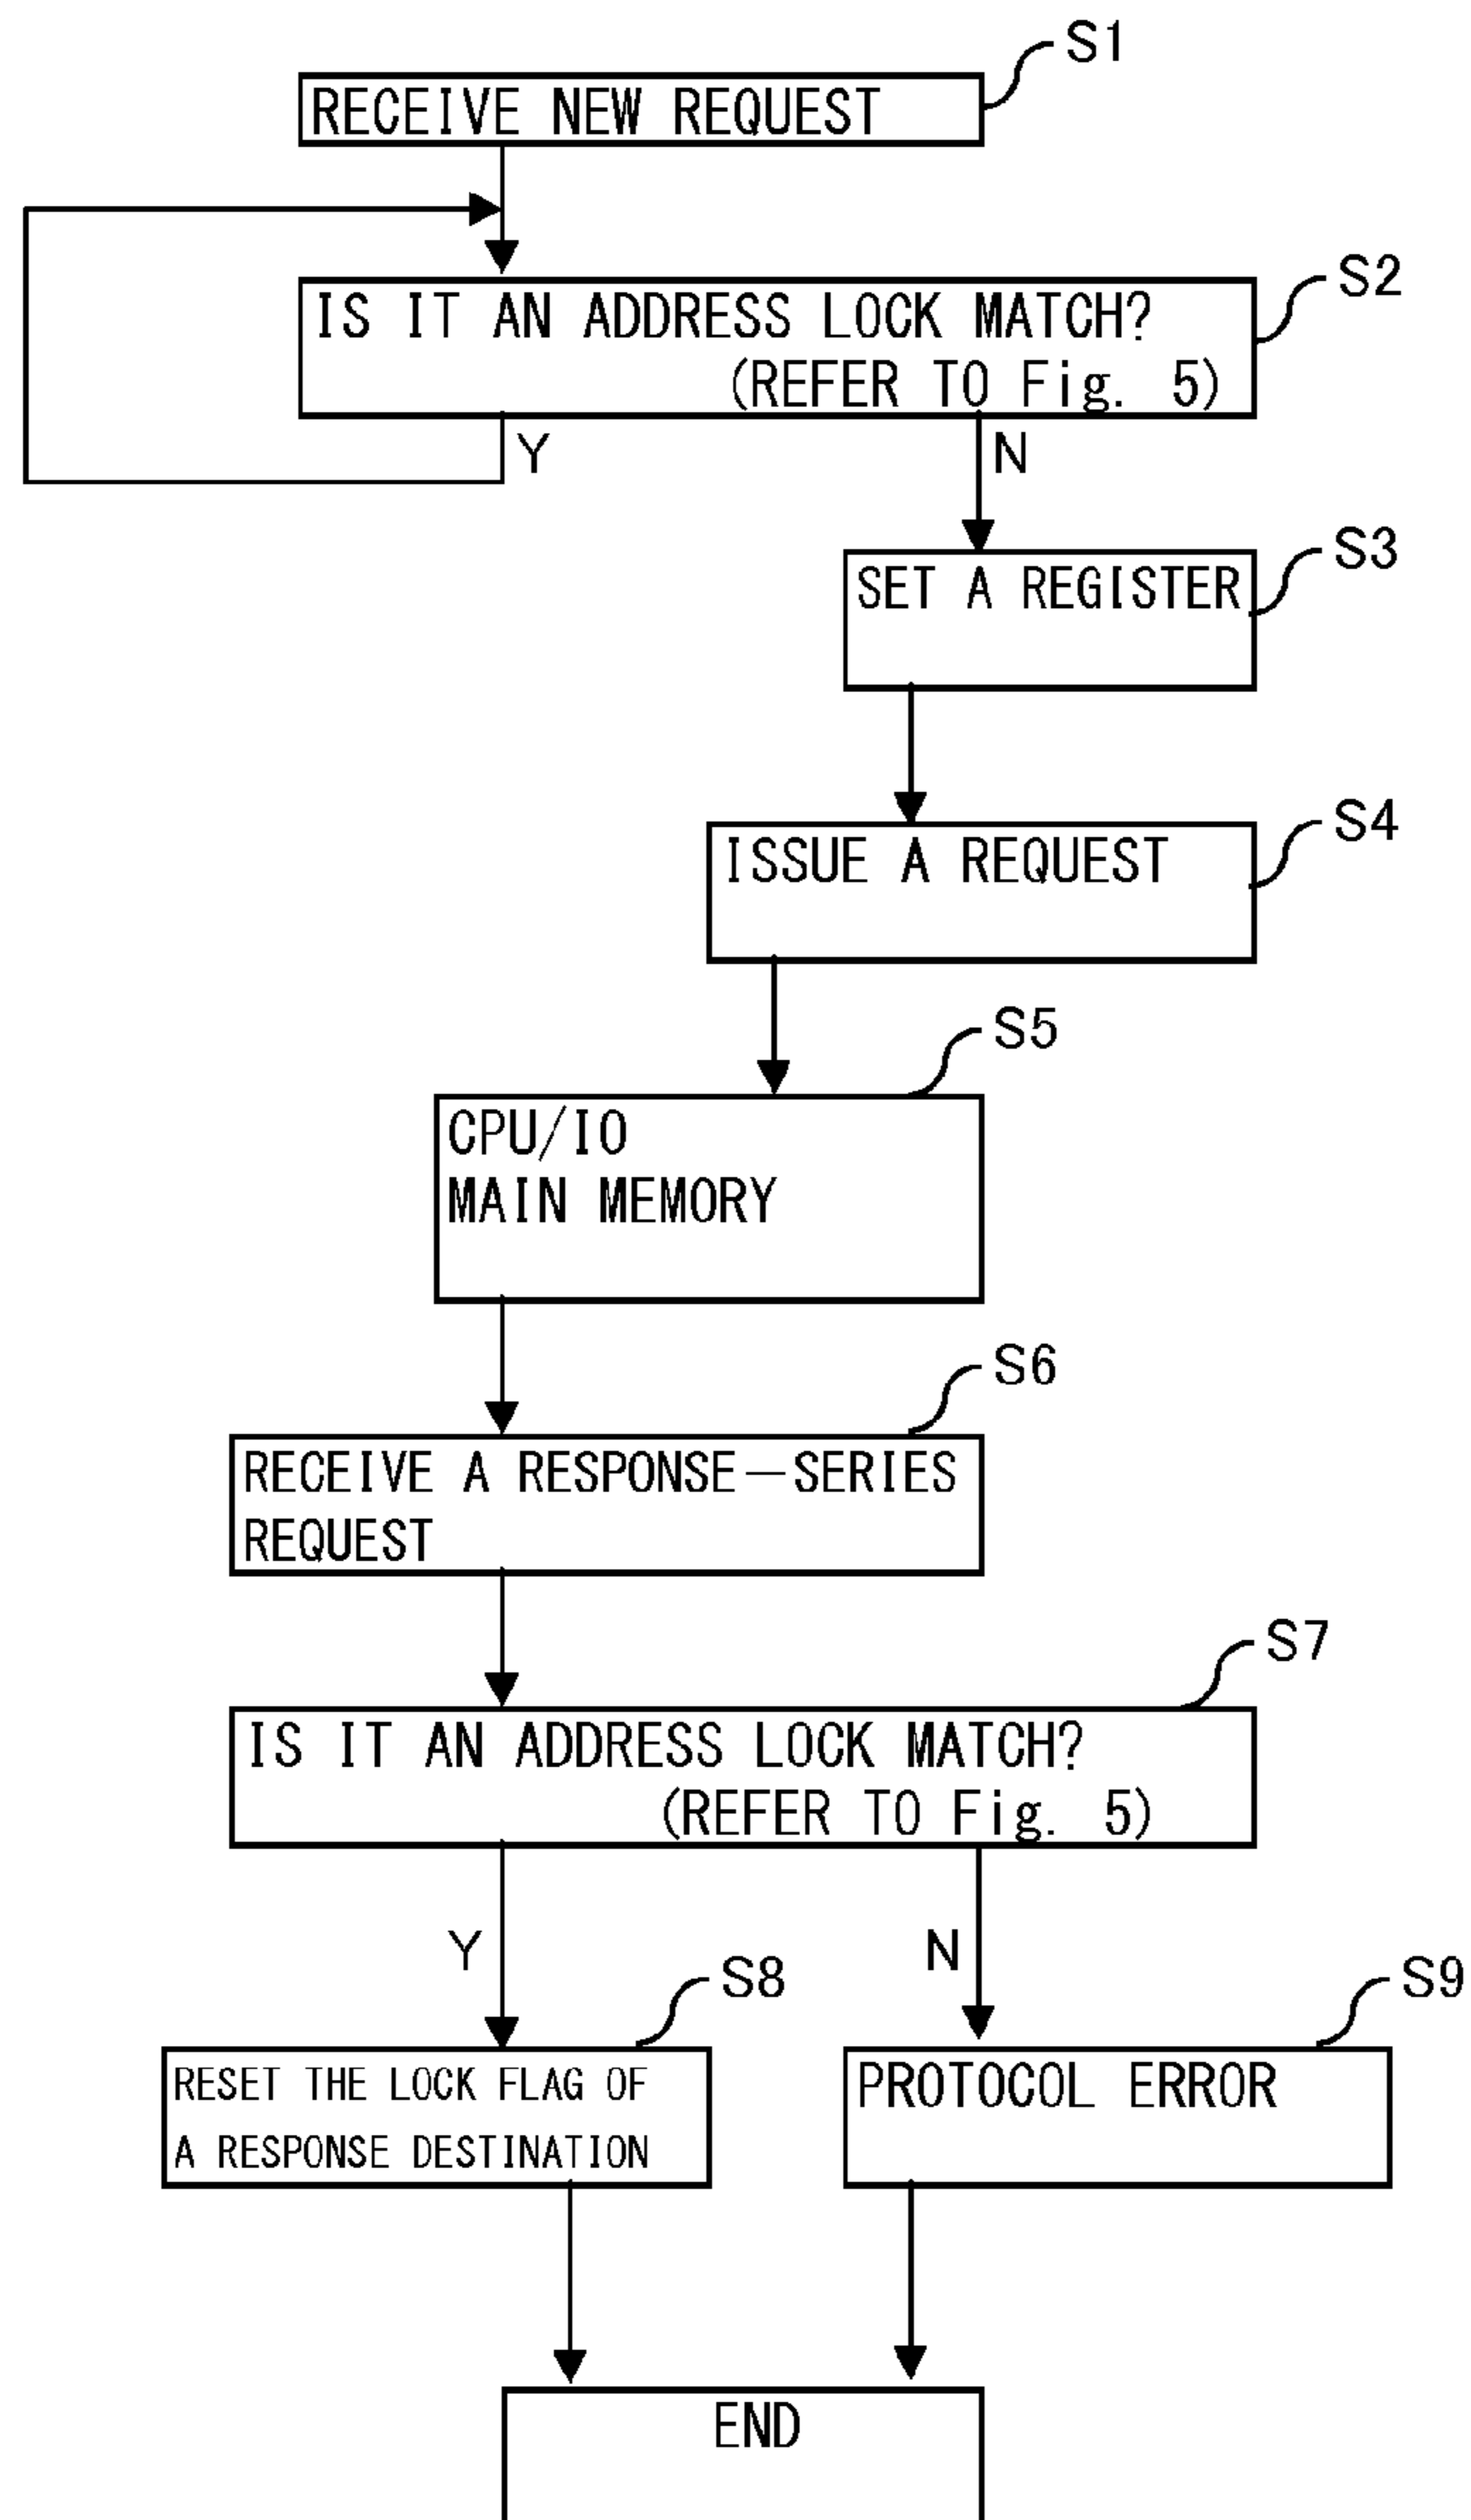 S1
RECEIVE NEW REQUEST
S2
IS IT AN ADDRESS LOCK MATCH?
(REFER TO Fig. 5)
Y
N
S3
SET A REGISTER
S4
ISSUE A REQUEST
S5
CPU/IO
MAIN MEMORY
S6
RECEIVE A RESPONSE—SERIES
REQUEST
S7
IS IT AN ADDRESS LOCK MATCH?
(REFER TO Fig. 5)
Y
N
S8
S9
RESET THE LOCK FLAG OF
A RESPONSE DESTINATION
PROTOCOL ERROR
END